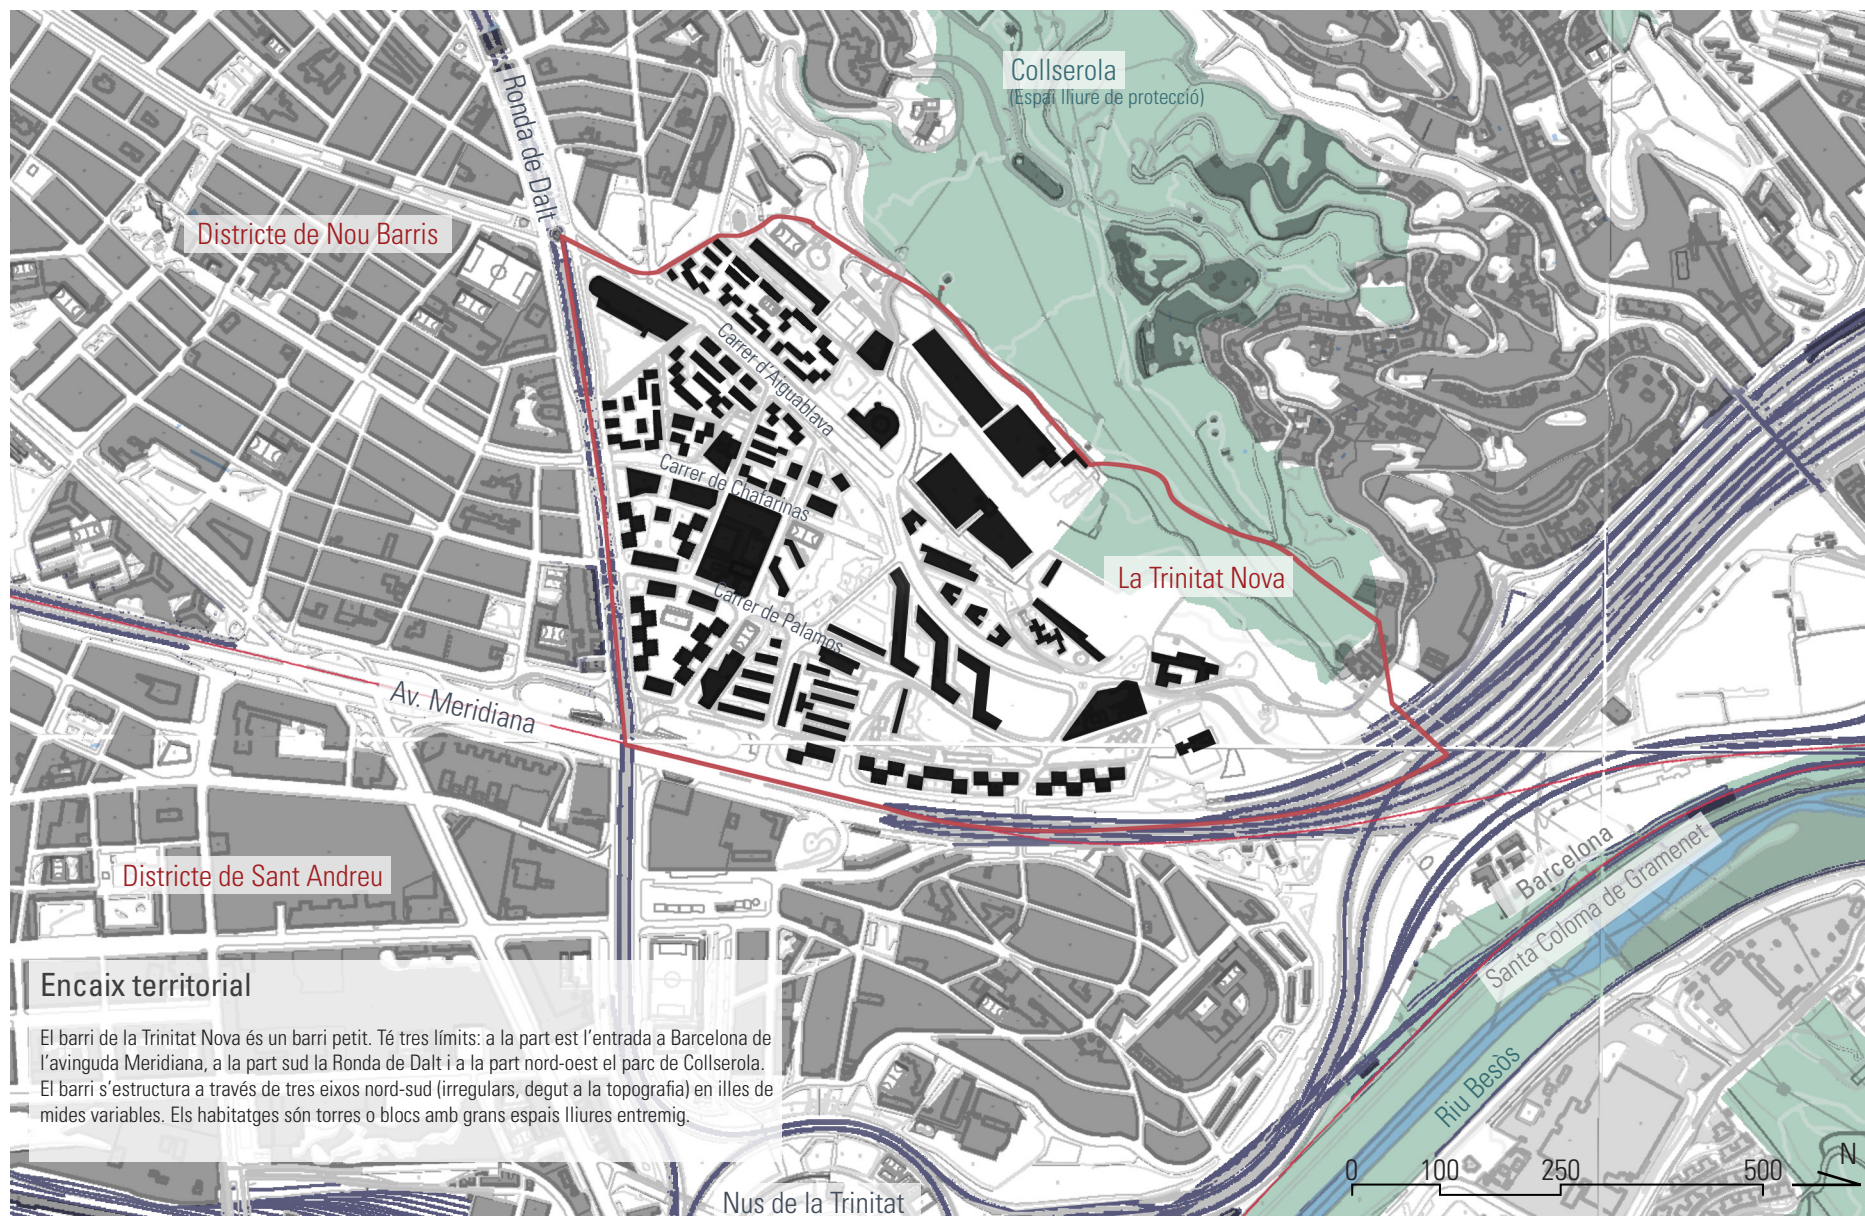 Collserola
(Espai lliure de protecció)
Ronda de Dalt
Districte de Nou Barris
Carrer d'Aiguablava
Carrer de Chafarinas
La Trinitat Nova
Carrer de Palamos
Av. Meridiana
Barcelona
Santa Coloma de Gramenet
Districte de Sant Andreu
Encaix territorial
El barri de la Trinitat Nova és un barri petit. Té tres límits: a la part est l'entrada a Barcelona de
l'avinguda Meridiana, a la part sud la Ronda de Dalt i a la part nord-oest el parc de Collserola.
El barri s'estructura a través de tres eixos nord-sud (irregulars, degut a la topografia) en illes de
mides variables. Els habitatges són torres o blocs amb grans espais lliures entremig.
Riu Besòs
0 100 250 500
N
Nus de la Trinitat